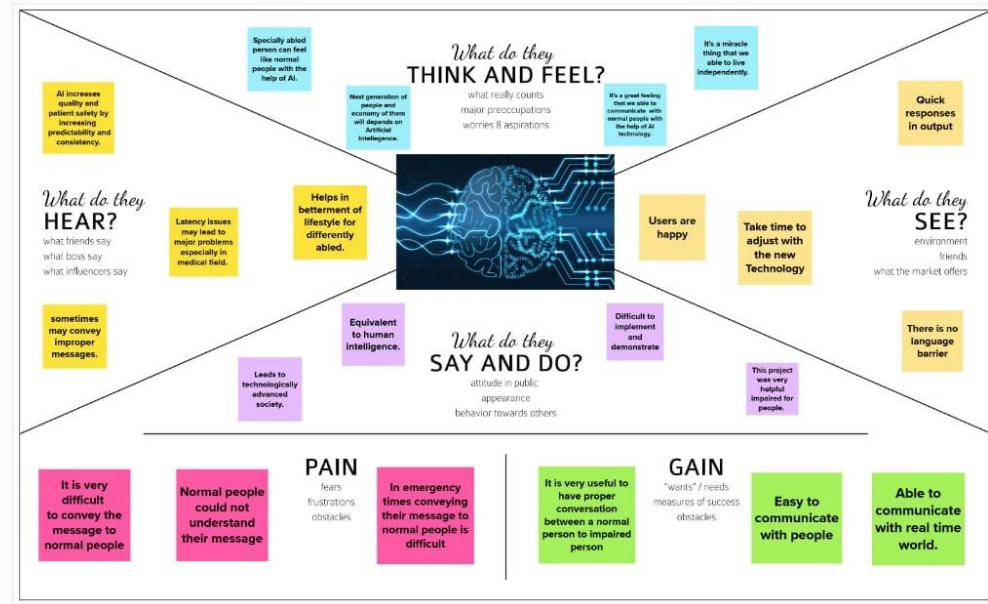 What do they
THINK AND FEEL?
what really counts
major preoccupations
worries 8 aspirations
Specially abled
person can feel
like normal
people with the
help of AI.
Next generation of
people and
economy of them
will depends on
Artificial
Intellegence.
It's a great feeling
that we able to
communicate with
normal people with
the help of AI
technology.
It's a miracle
thing that we
able to live
independently.
What do they
HEAR?
what friends say
what boss say
what influencers say
AI increases
quality and
patient safety by
increasing
predictability and
consistency.
Latency issues
may lead to
major problems
especially in
medical field.
Helps in
betterment of
lifestyle for
differently
abled.
sometimes
may convey
improper
messages.
What do they
SEE?
environment
friends
what the market offers
Quick
responses
in output
Users are
happy
Take time to
adjust with
the new
Technology
There is no
language
barrier
What do they
SAY AND DO?
attitude in public
appearance
behavior towards others
Equivalent
to human
intelligence.
Leads to
technologically
advanced
society.
Difficult to
implement
and
demonstrate
This project
was very
helpful
impaired for
people.
PAIN
fears
frustrations
obstacles
It is very
difficult
to convey the
message to
normal people
Normal people
could not
understand
their message
In emergency
times conveying
their message to
normal people is
difficult
GAIN
"wants" / needs
measures of success
obstacles
It is very useful to
have proper
conversation
between a normal
person to impaired
person
Easy to
communicate
with people
Able to
communicate
with real time
world.